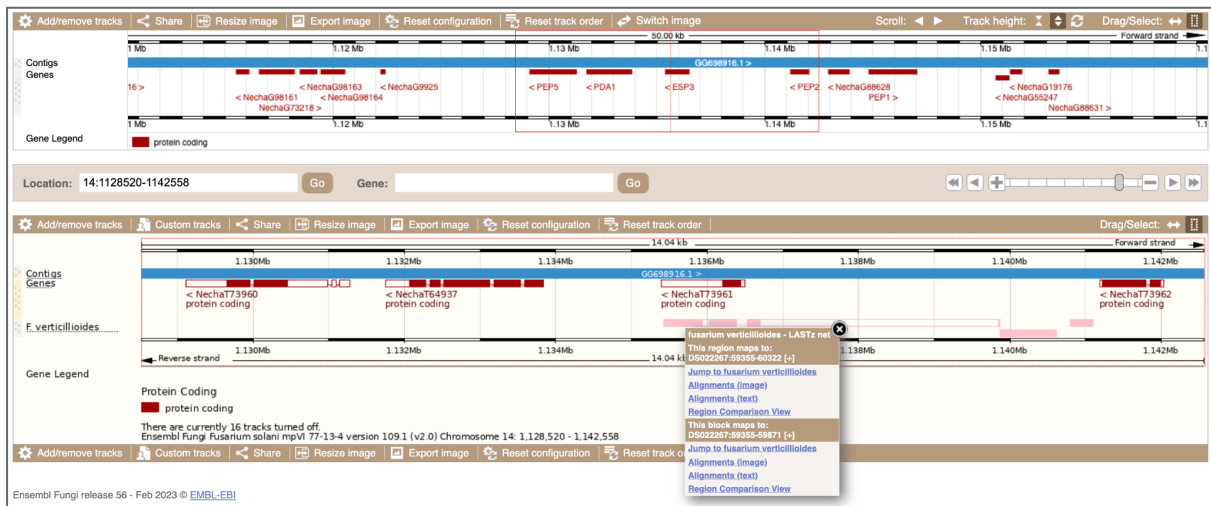 Add/remove tracks Share Resize image Export image Reset configuration Reset track order Switch image Scroll: Track height: Drag/Select:
50.00 kb Forward strand
1 Mb 1.12 Mb 1.13 Mb 1.14 Mb 1.15 Mb 1.1
Contigs GG698916.1 >
Genes
16 > < NechaG98163 < NechaG9925 < PEP5 < PDA1 < ESP3 < PEP2 < NechaG88628 < NechaG19176
< NechaG98161 < NechaG98164 PEP1 > < NechaG55247
NechaG73218 > NechaG88631 >
1 Mb 1.12 Mb 1.13 Mb 1.14 Mb 1.15 Mb 1.1
Gene Legend protein coding
Location: 14:1128520-1142558 Go Gene: Go
Add/remove tracks Custom tracks Share Resize image Export image Reset configuration Reset track order Drag/Select:
14.04 kb Forward strand
1.130Mb 1.132Mb 1.134Mb 1.136Mb 1.138Mb 1.140Mb 1.142Mb
Contigs GG698916.1 >
Genes
< NechaT73960 < NechaT64937 < NechaT73961 < NechaT73962
protein coding protein coding protein coding protein coding
F. verticillioides
fusarium verticillioides - LASTz net
This region maps to:
DS022267:59355-60322 [+]
Jump to fusarium verticillioides
Alignments (image)
Alignments (text)
Region Comparison View
This block maps to:
DS022267:59355-59871 [+]
Jump to fusarium verticillioides
Alignments (image)
Alignments (text)
Region Comparison View
1.130Mb 1.132Mb 1.134Mb 1.138Mb 1.140Mb 1.142Mb
Reverse strand 14.04
Gene Legend
Protein Coding
protein coding
There are currently 16 tracks turned off.
Ensembl Fungi Fusarium solani mpVI 77-13-4 version 109.1 (v2.0) Chromosome 14: 1,128,520 - 1,142,558
Add/remove tracks Custom tracks Share Resize image Export image Reset configuration Reset track Drag/Select:
Ensembl Fungi release 56 - Feb 2023 © EMBL-EBI